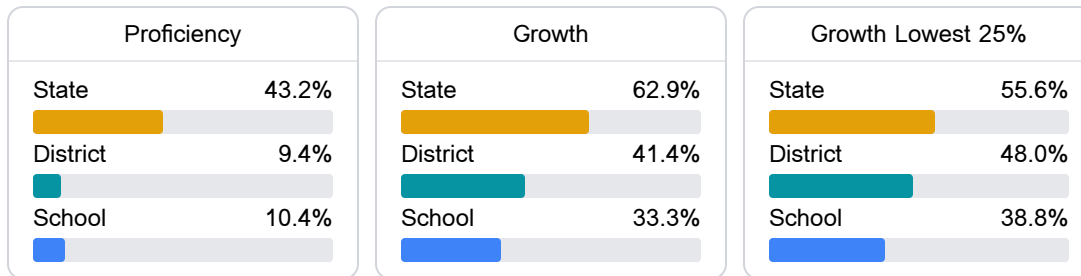 Proficiency
State 43.2%
District 9.4%
School 10.4%
Growth
State 62.9%
District 41.4%
School 33.3%
Growth Lowest 25%
State 55.6%
District 48.0%
School 38.8%